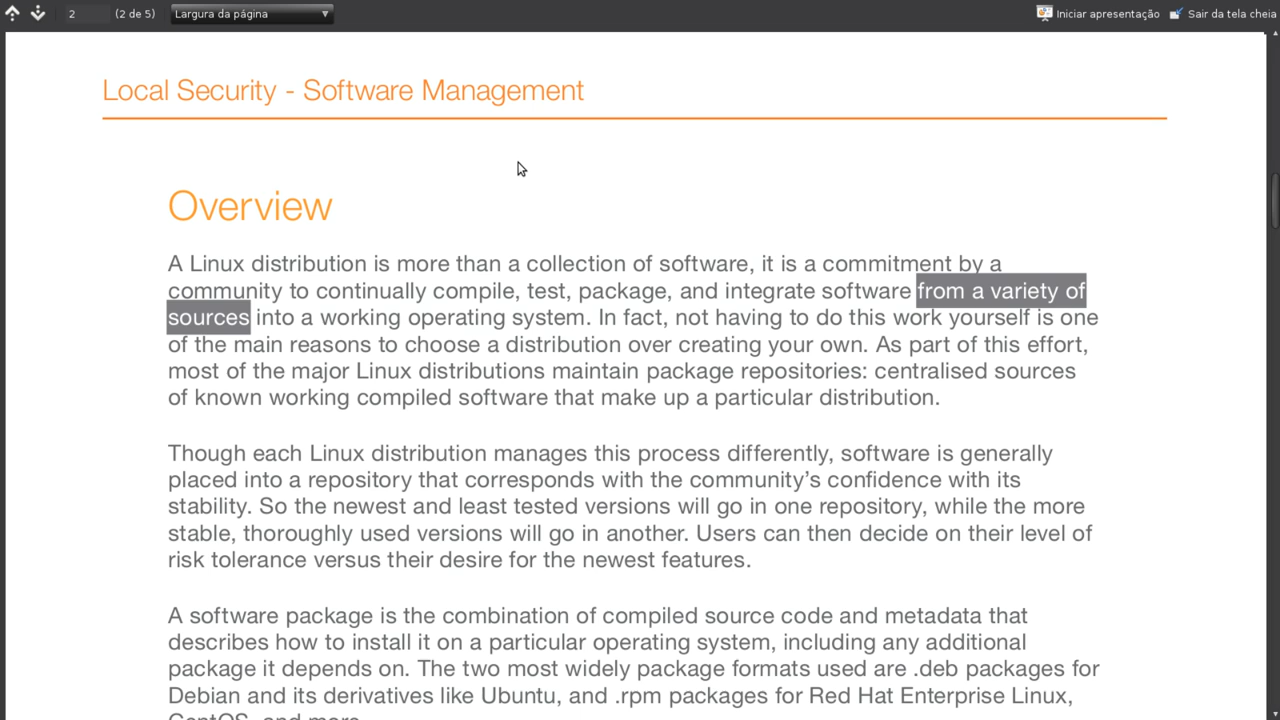 2 (2 de 5) Largura da página Iniciar apresentação Sair da tela cheia
Local Security - Software Management
Overview
A Linux distribution is more than a collection of software, it is a commitment by a
community to continually compile, test, package, and integrate software from a variety of
sources into a working operating system. In fact, not having to do this work yourself is one
of the main reasons to choose a distribution over creating your own. As part of this effort,
most of the major Linux distributions maintain package repositories: centralised sources
of known working compiled software that make up a particular distribution.
Though each Linux distribution manages this process differently, software is generally
placed into a repository that corresponds with the community’s confidence with its
stability. So the newest and least tested versions will go in one repository, while the more
stable, thoroughly used versions will go in another. Users can then decide on their level of
risk tolerance versus their desire for the newest features.
A software package is the combination of compiled source code and metadata that
describes how to install it on a particular operating system, including any additional
package it depends on. The two most widely package formats used are .deb packages for
Debian and its derivatives like Ubuntu, and .rpm packages for Red Hat Enterprise Linux,
CentOS, and more.